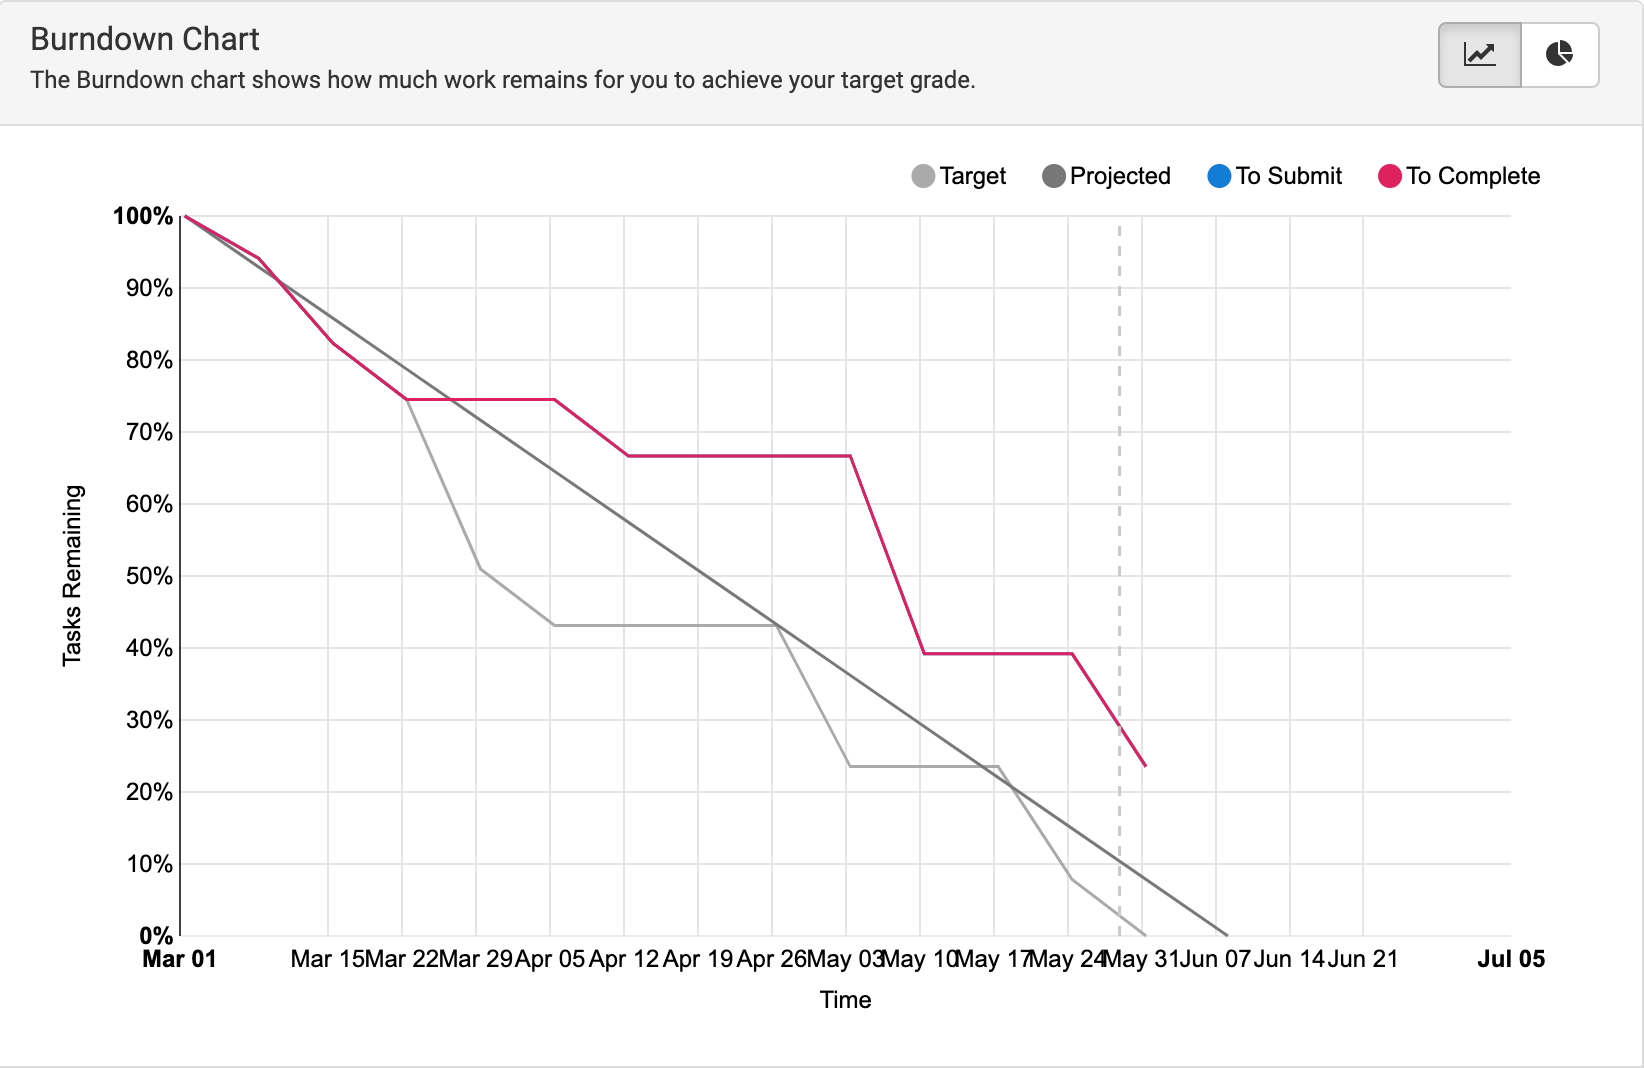 Burndown Chart
The Burndown chart shows how much work remains for you to achieve your target grade.
Target Projected To Submit To Complete
100%
90%
80%
70%
60%
50%
40%
30%
20%
10%
0%
Tasks Remaining
Mar 01 Mar 15 Mar 22 Mar 29 Apr 05 Apr 12 Apr 19 Apr 26 May 03 May 10 May 17 May 24 May 31 Jun 07 Jun 14 Jun 21 Jul 05
Time